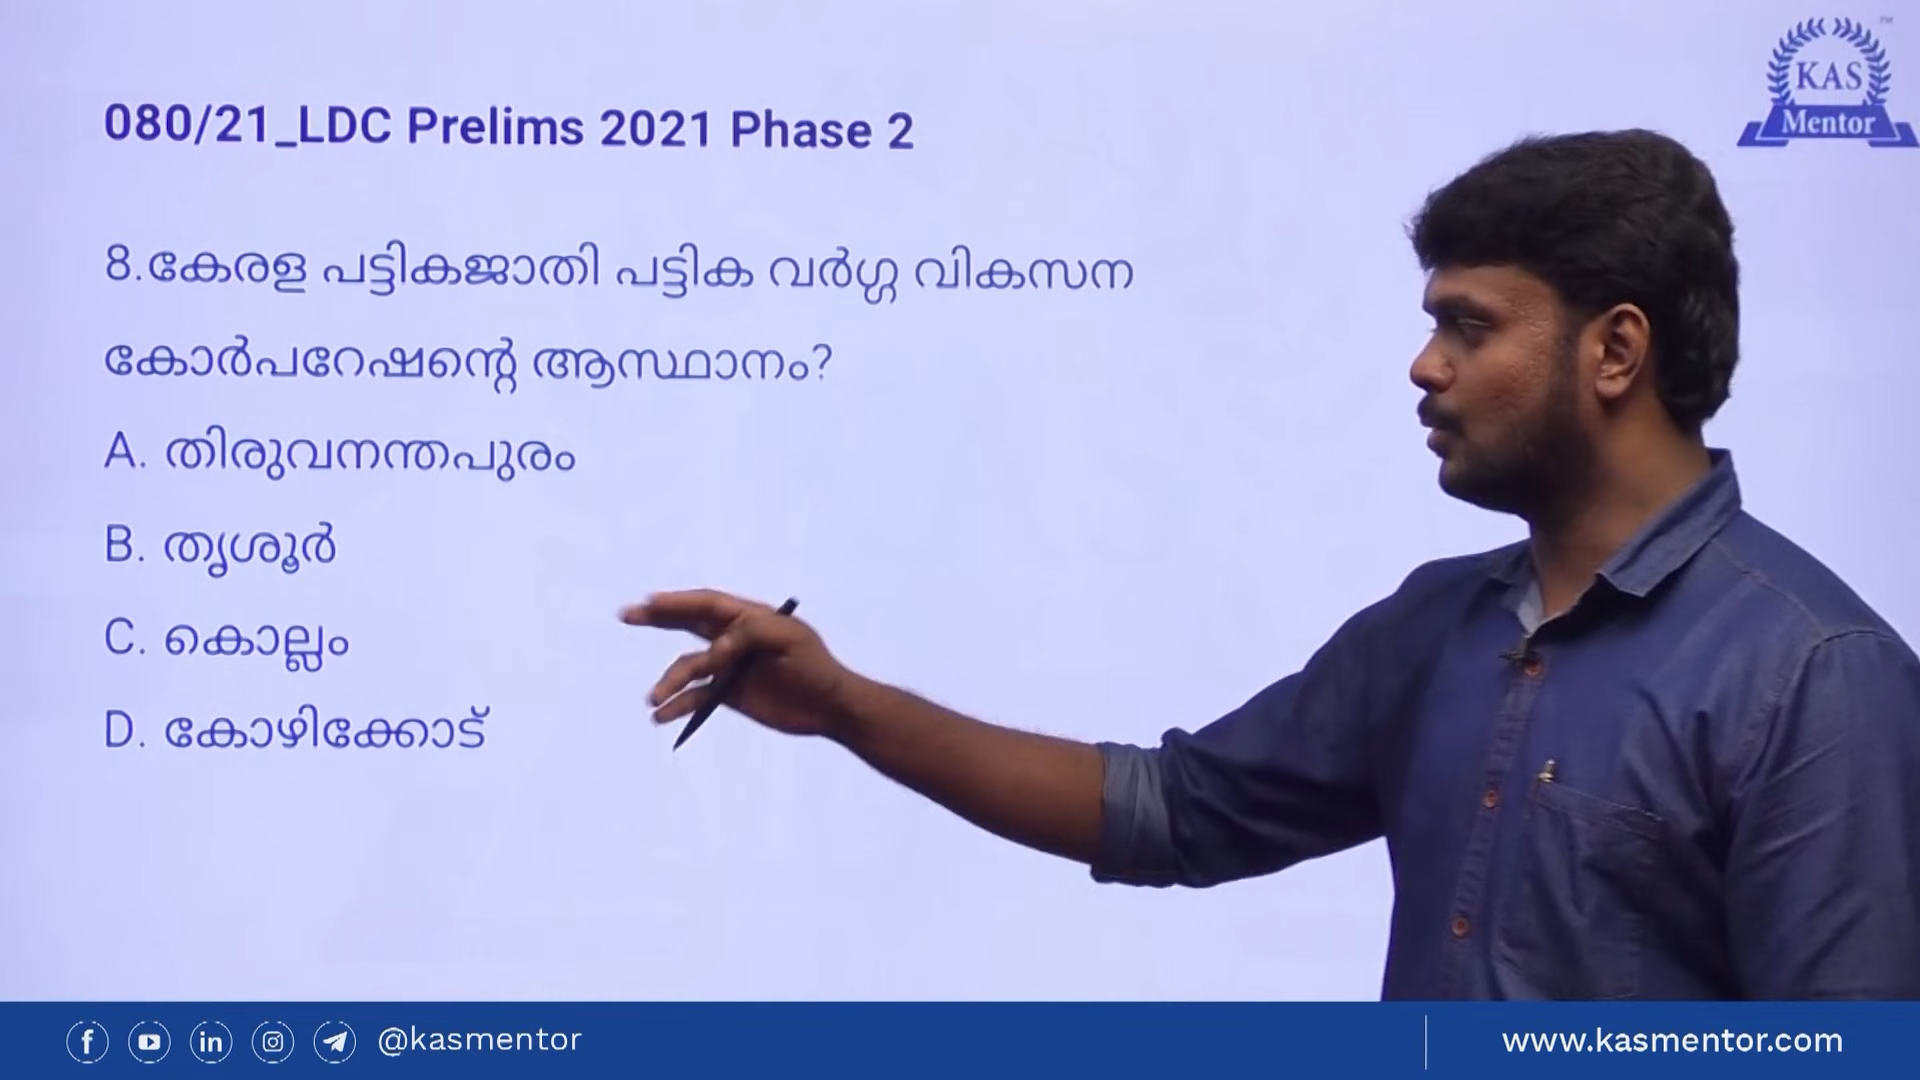 KAS
Mentor
TM
080/21_LDC Prelims 2021 Phase 2
8.കേരള പട്ടികജാതി പട്ടിക വർഗ്ഗ വികസന
കോർപറേഷന്റെ ആസ്ഥാനം?
A. തിരുവനന്തപുരം
B. തൃശൂർ
C. കൊല്ലം
D. കോഴിക്കോട്
@kasmentor
www.kasmentor.com